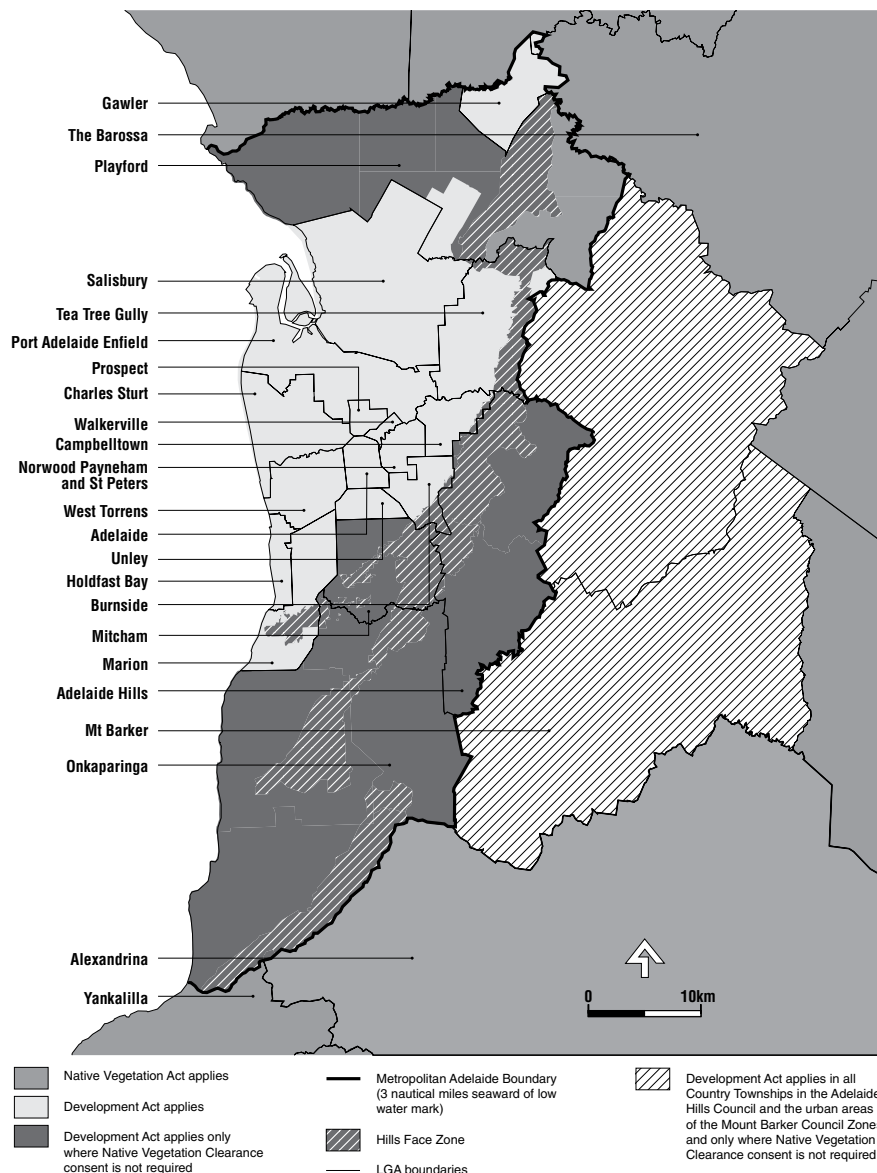 Gawler
The Barossa
Playford
Salisbury
Tea Tree Gully
Port Adelaide Enfield
Prospect
Charles Sturt
Walkerville
Campbelltown
Norwood Payneham
and St Peters
West Torrens
Adelaide
Unley
Holdfast Bay
Burnside
Mitcham
Marion
Adelaide Hills
Mt Barker
Onkaparinga
Alexandrina
Yankalilla
0 10km
Native Vegetation Act applies
Development Act applies
Development Act applies only
where Native Vegetation Clearance
consent is not required
Metropolitan Adelaide Boundary
(3 nautical miles seaward of low
water mark)
Hills Face Zone
LGA boundaries
Development Act applies in all
Country Townships in the Adelaide
Hills Council and the urban areas
of the Mount Barker Council Zone
and only where Native Vegetation
Clearance consent is not required